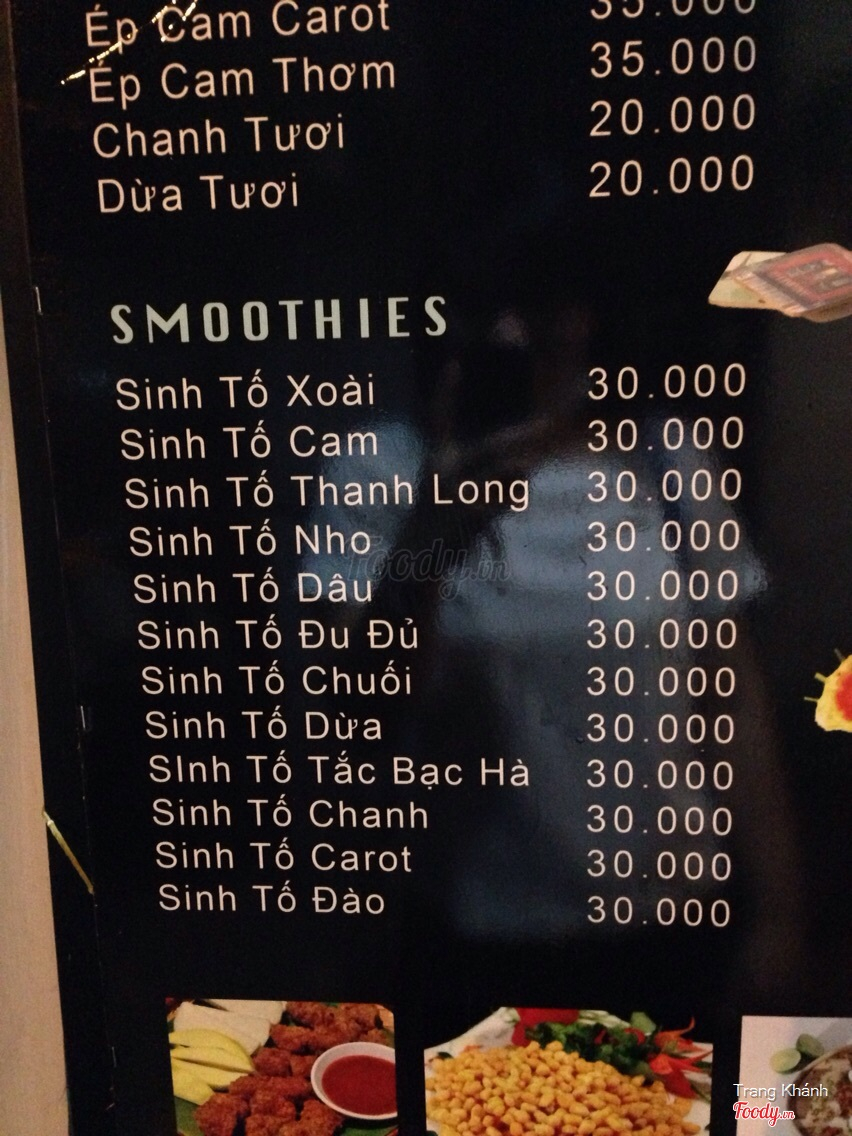 Ép Cam Carot 35.000
Ép Cam Thơm 35.000
Chanh Tươi 20.000
Dừa Tươi 20.000
SMOOTHIES
Sinh Tố Xoài 30.000
Sinh Tố Cam 30.000
Sinh Tố Thanh Long 30.000
Sinh Tố Nho 30.000
Sinh Tố Dâu 30.000
Sinh Tố Đu Đủ 30.000
Sinh Tố Chuối 30.000
Sinh Tố Dừa 30.000
SInh Tố Tắc Bạc Hà 30.000
Sinh Tố Chanh 30.000
Sinh Tố Carot 30.000
Sinh Tố Đào 30.000
Foody.vn
Trang Khánh
Foody.vn